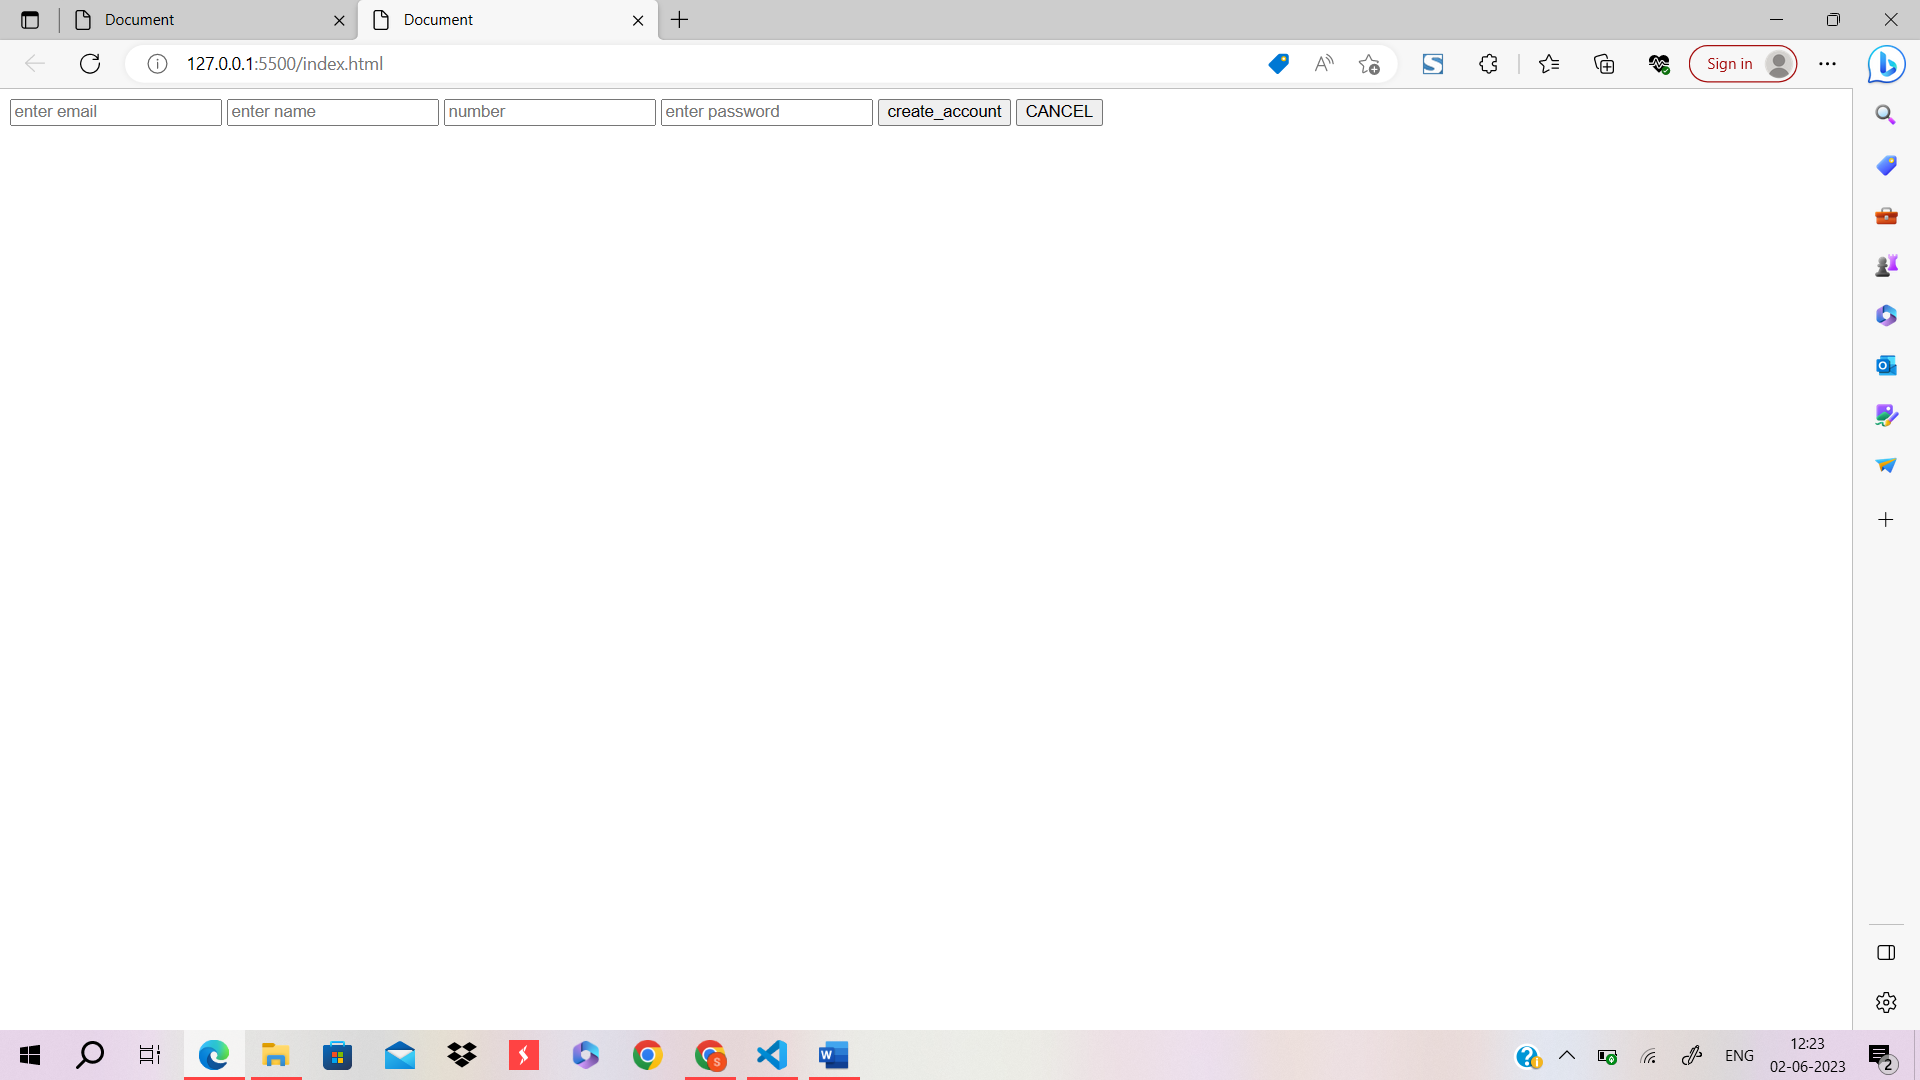 Document
Document
127.0.0.1:5500/index.html
Sign in
enter email
enter name
number
enter password
create_account
CANCEL
ENG
12:23
02-06-2023
2